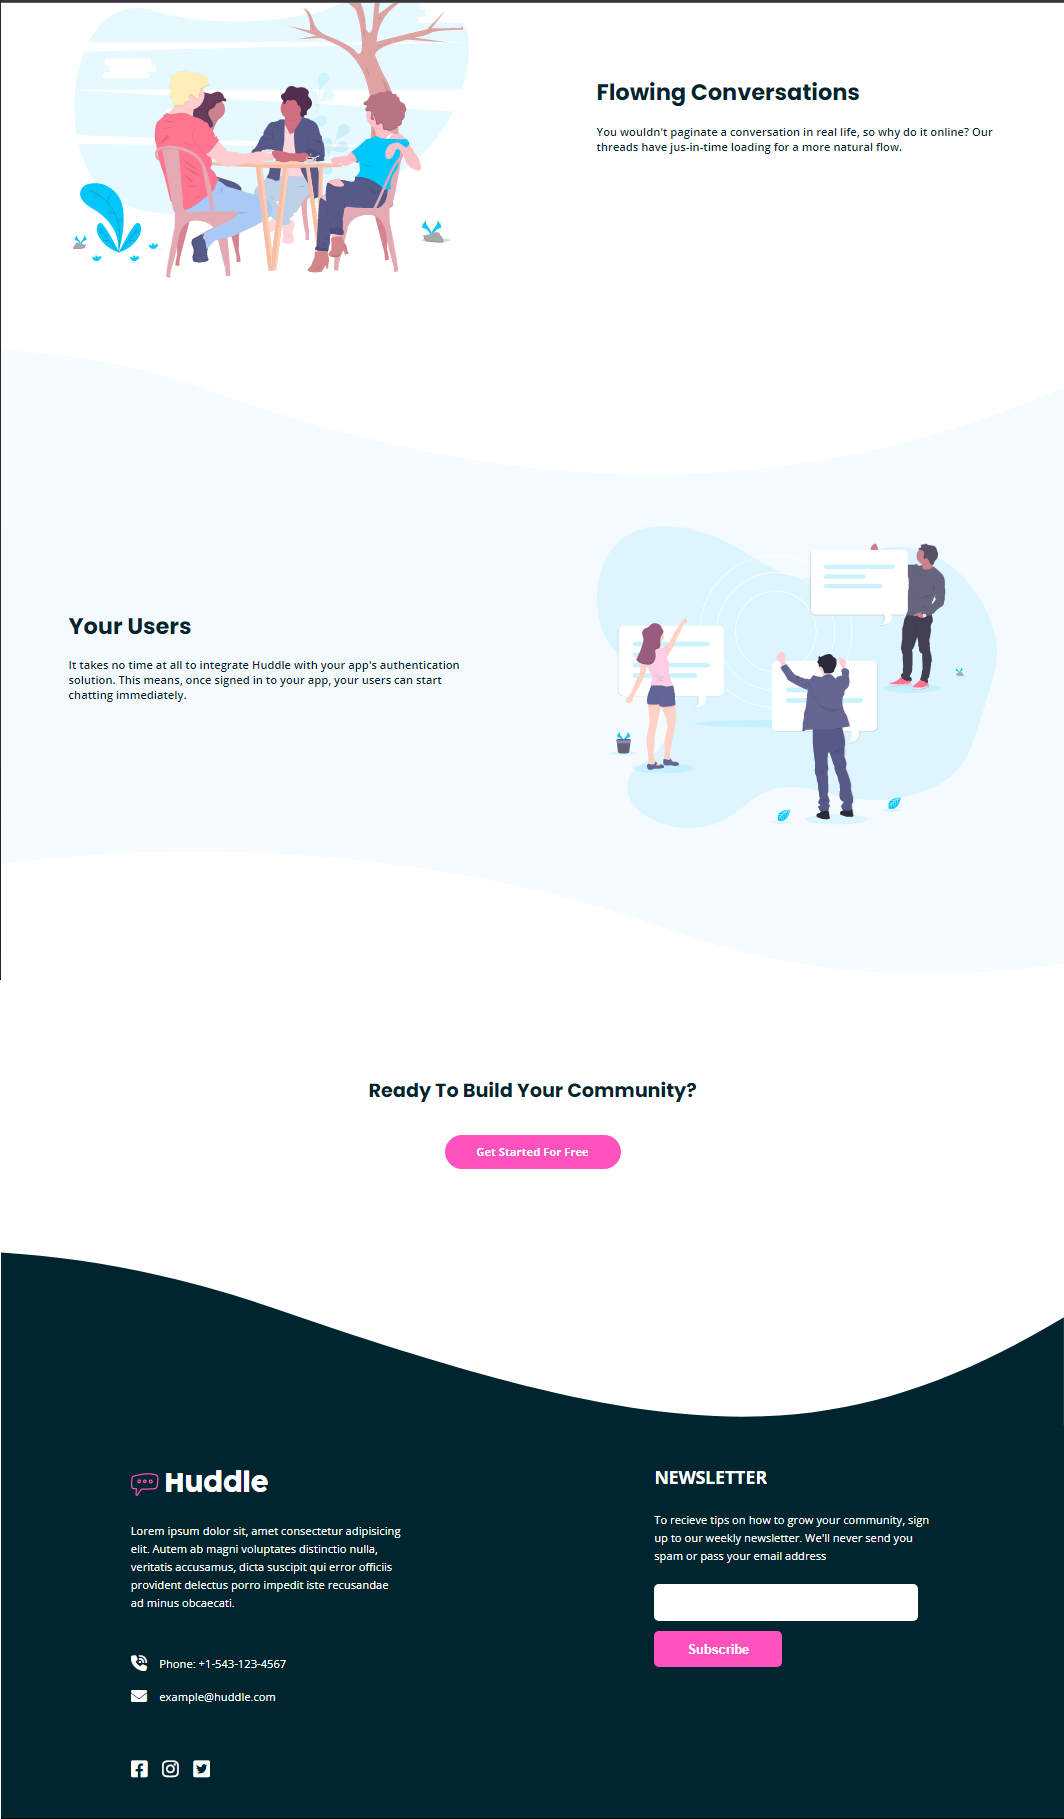 Flowing Conversations
You wouldn't paginate a conversation in real life, so why do it online? Our
threads have jus-in-time loading for a more natural flow.
Your Users
It takes no time at all to integrate Huddle with your app's authentication
solution. This means, once signed in to your app, your users can start
chatting immediately.
Ready To Build Your Community?
Get Started For Free
Huddle
Lorem ipsum dolor sit, amet consectetur adipisicing
elit. Autem ab magni voluptates distinctio nulla,
veritatis accusamus, dicta suscipit qui error officiis
provident delectus porro impedit iste recusandae
ad minus obcaecati.
Phone: +1-543-123-4567
example@huddle.com
NEWSLETTER
To recieve tips on how to grow your community, sign
up to our weekly newsletter. We'll never send you
spam or pass your email address
Subscribe